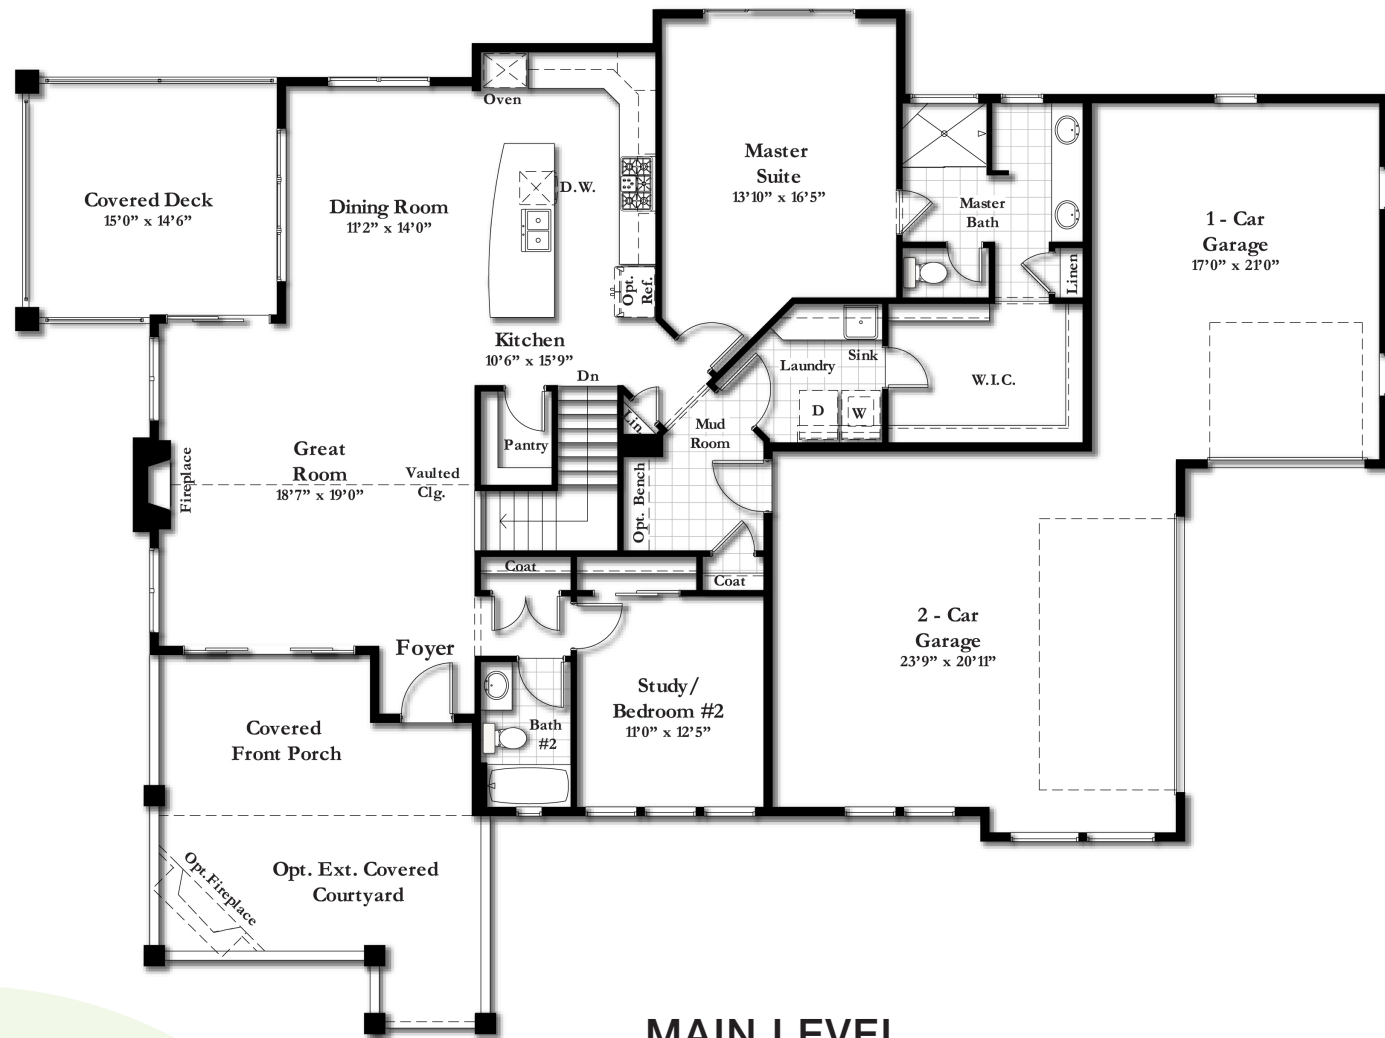 Oven
Covered Deck
15'0" x 14'6"
Dining Room
11'2" x 14'0"
D.W.
Opt.
Ref.
Kitchen
10'6" x 15'9"
Master
Suite
13'10" x 16'5"
Master
Bath
Linen
1 - Car
Garage
17'0" x 21'0"
Dn
Lin.
Pantry
Laundry
Sink
D
W
W.I.C.
Mud
Room
Great
Room
18'7" x 19'0"
Vaulted
Clg.
Fireplace
Opt. Bench
Coat
Coat
Foyer
2 - Car
Garage
23'9" x 20'11"
Study/
Bedroom #2
11'0" x 12'5"
Bath
#2
Covered
Front Porch
Opt. Ext. Covered
Courtyard
Opt.Fireplace
MAIN LEVEL